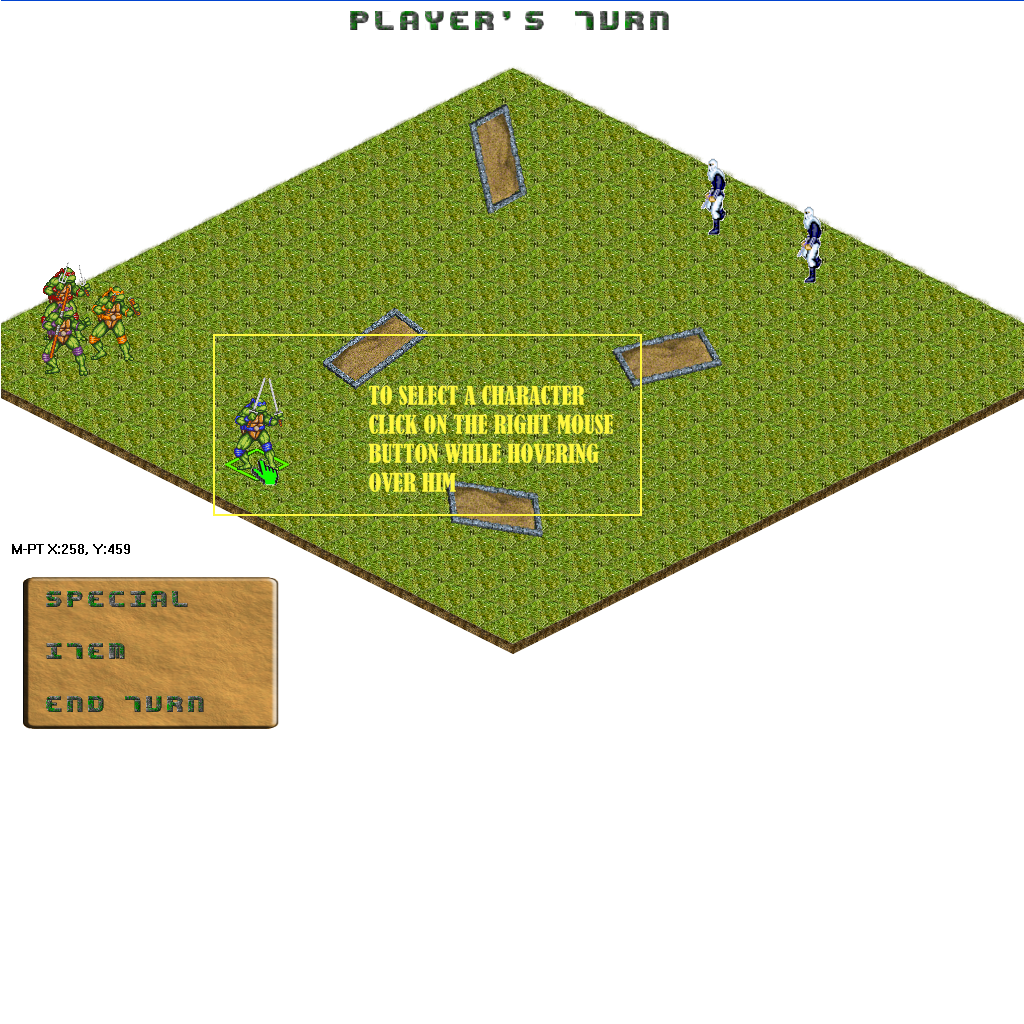 PLAYER'S TURN
TO SELECT A CHARACTER
CLICK ON THE RIGHT MOUSE
BUTTON WHILE HOVERING
OVER HIM
M-PT X:258, Y:459
SPECIAL
ITEM
END TURN